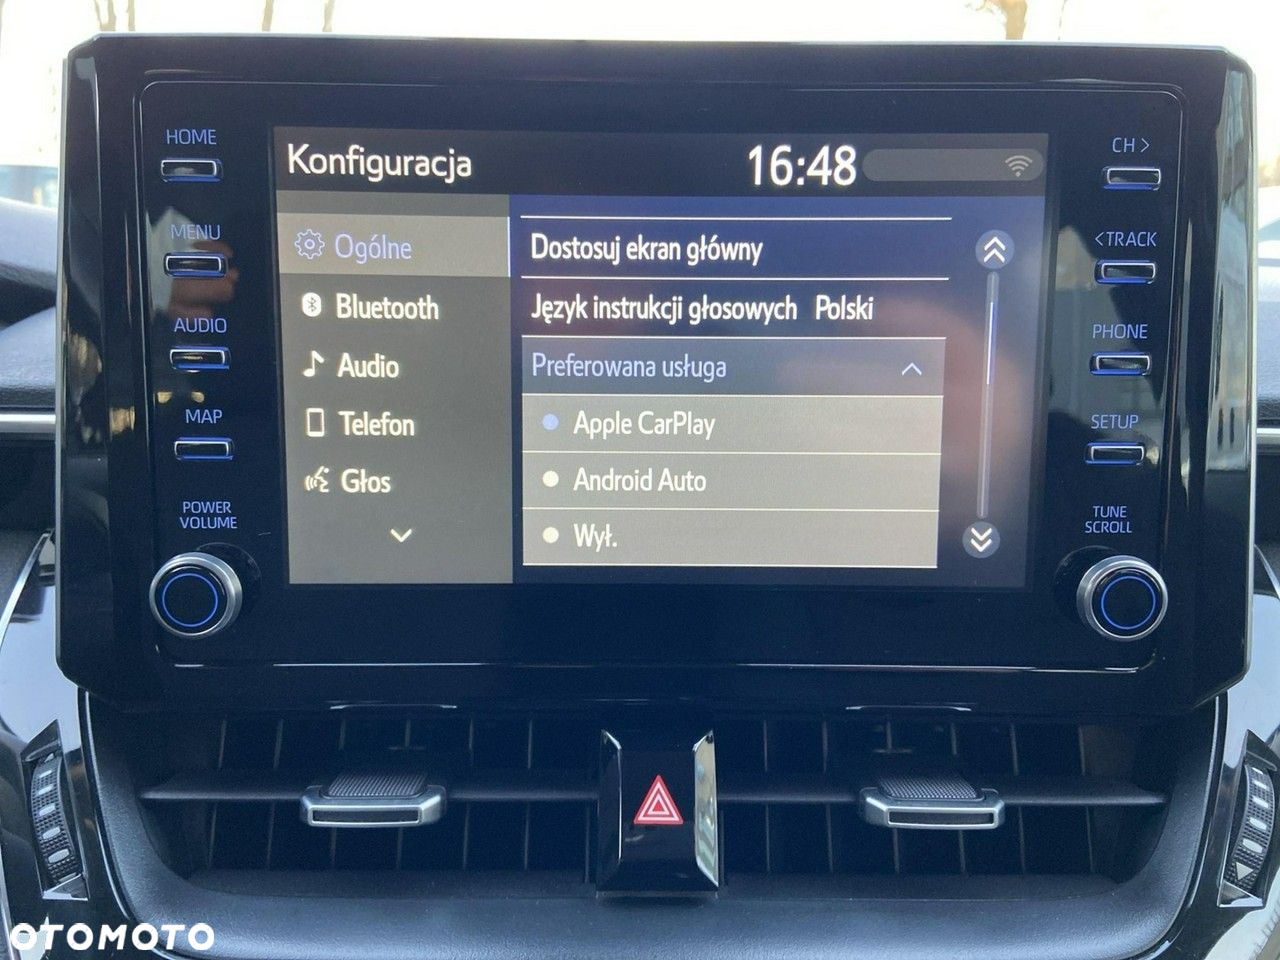 HOME
MENU
AUDIO
MAP
POWER
VOLUME
Konfiguracja
16:48
Ogólne
Bluetooth
Audio
Telefon
Głos
Dostosuj ekran główny
Język instrukcji głosowych Polski
Preferowana usługa
Apple CarPlay
Android Auto
Wył.
CH >
<TRACK
PHONE
SETUP
TUNE
SCROLL
OTOMOTO